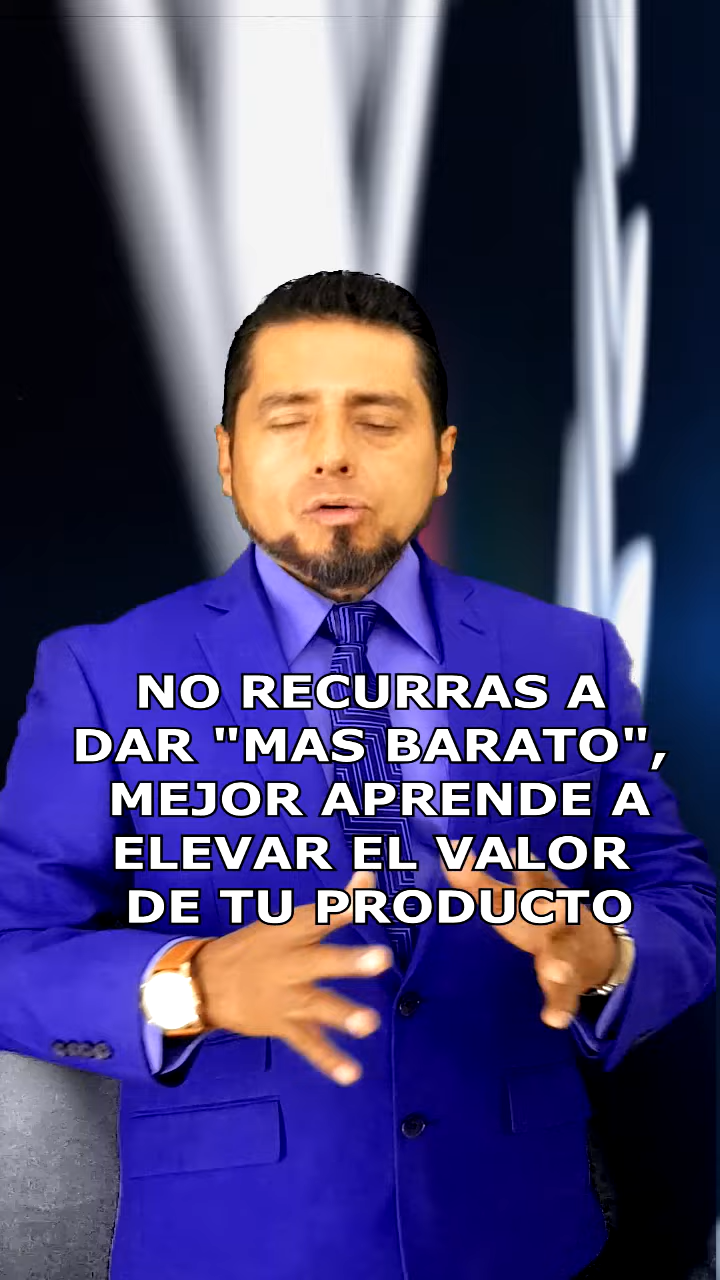 NO RECURRAS A
DAR "MAS BARATO",
MEJOR APRENDE A
ELEVAR EL VALOR
DE TU PRODUCTO